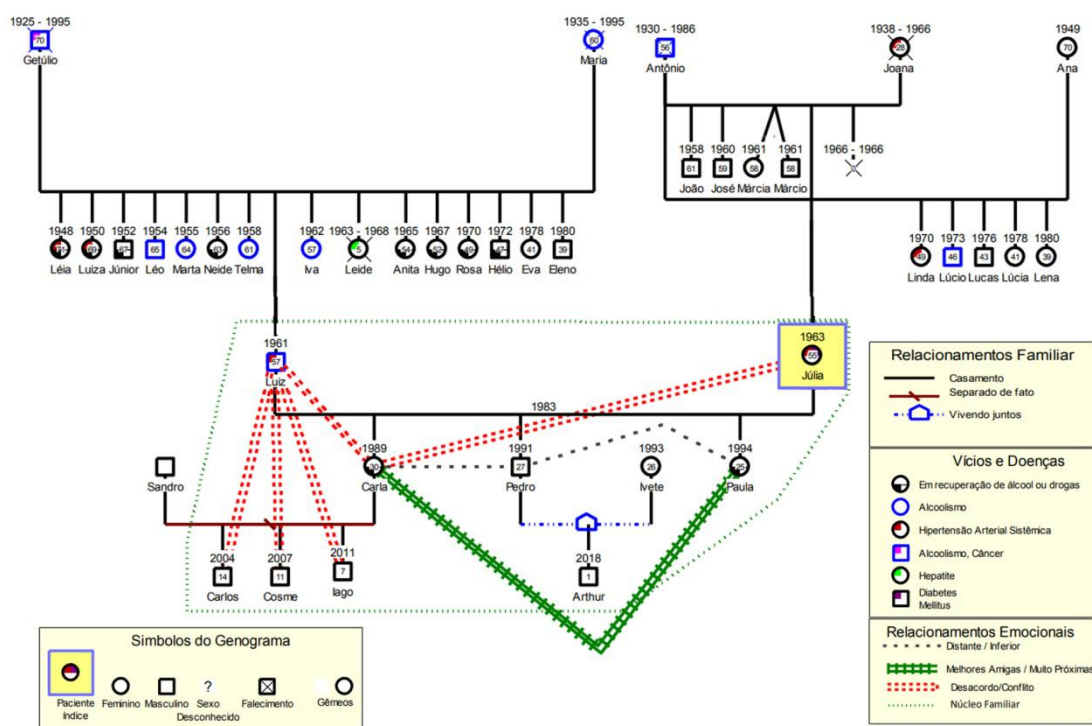 1925 - 1995
70
Getúlio
1935 - 1995
60
Maria
1930 - 1986
56
Antônio
1938 - 1966
28
Joana
1949
70
Ana
1958
61
João
1960
59
José
1961
58
Márcia
1961
58
Márcio
1966 - 1966
1948
Léia
1950
69
Luiza
1952
67
Júnior
1954
65
Léo
1955
64
Marta
1956
63
Neide
1958
61
Telma
1962
57
Iva
1963 - 1968
5
Leide
1965
54
Anita
1967
52
Hugo
1970
49
Rosa
1972
47
Hélio
1978
41
Eva
1980
39
Eleno
1970
49
Linda
1973
46
Lúcio
1976
43
Lucas
1978
41
Lúcia
1980
39
Lena
1961
57
Luiz
1963
55
Júlia
1983
Sandro
1989
30
Carla
1991
27
Pedro
1993
26
Ivete
1994
25
Paula
2004
14
Carlos
2007
11
Cosme
2011
7
Iago
2018
1
Arthur
Relacionamentos Familiar
Casamento
Separado de fato
Vivendo juntos
Vícios e Doenças
Em recuperação de álcool ou drogas
Alcoolismo
Hipertensão Arterial Sistêmica
Alcoolismo, Câncer
Hepatite
Diabetes
Mellitus
Relacionamentos Emocionais
Distante / Inferior
Melhores Amigas / Muito Próximas
Desacordo/Conflito
Núcleo Familiar
Simbolos do Genograma
?
Paciente
índice
Feminino
Masculino
Sexo
Desconhecido
Falecimento
Gêmeos